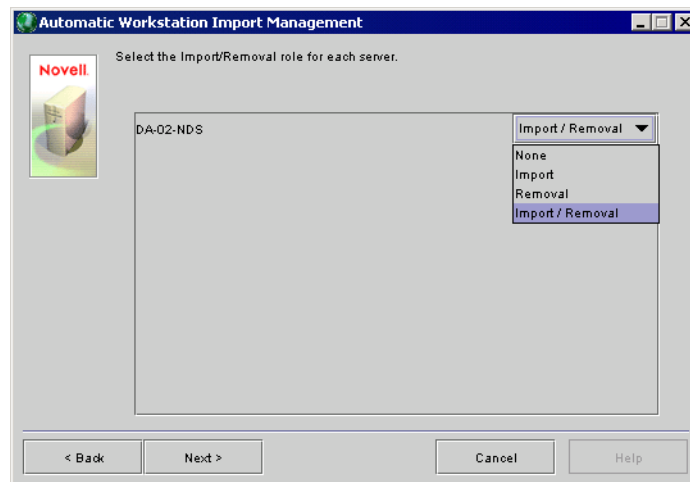 Automatic Workstation Import Management
Novell.
Select the Import/Removal role for each server.
DA-02-NDS
Import / Removal
None
Import
Removal
Import / Removal
< Back
Next >
Cancel
Help